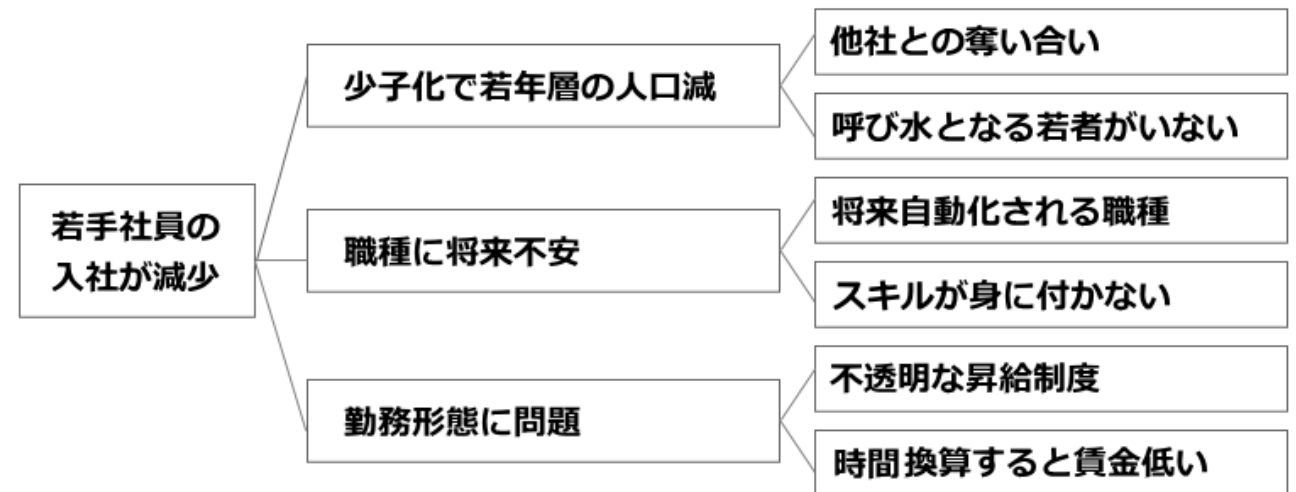 若手社員の
入社が減少
少子化で若年層の人口減
他社との奪い合い
呼び水となる若者がいない
職種に将来不安
将来自動化される職種
スキルが身に付かない
勤務形態に問題
不透明な昇給制度
時間換算すると賃金低い